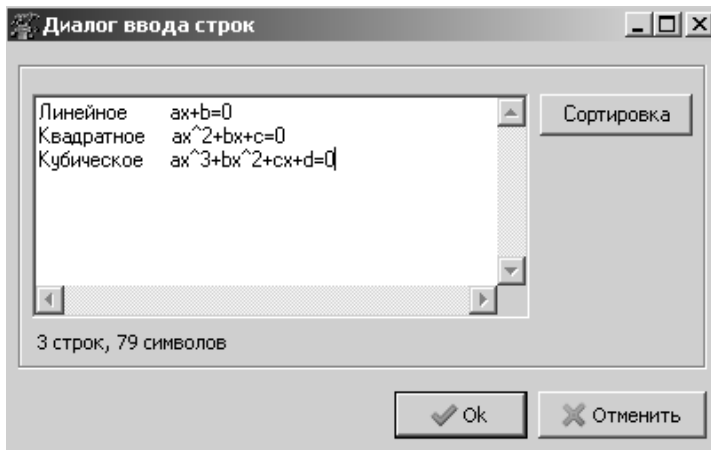 Диалог ввода строк
Линейное ax+b=0
Квадратное ax^2+bx+c=0
Кубическое ax^3+bx^2+cx+d=0
Сортировка
3 строк, 79 символов
Ok
Отменить